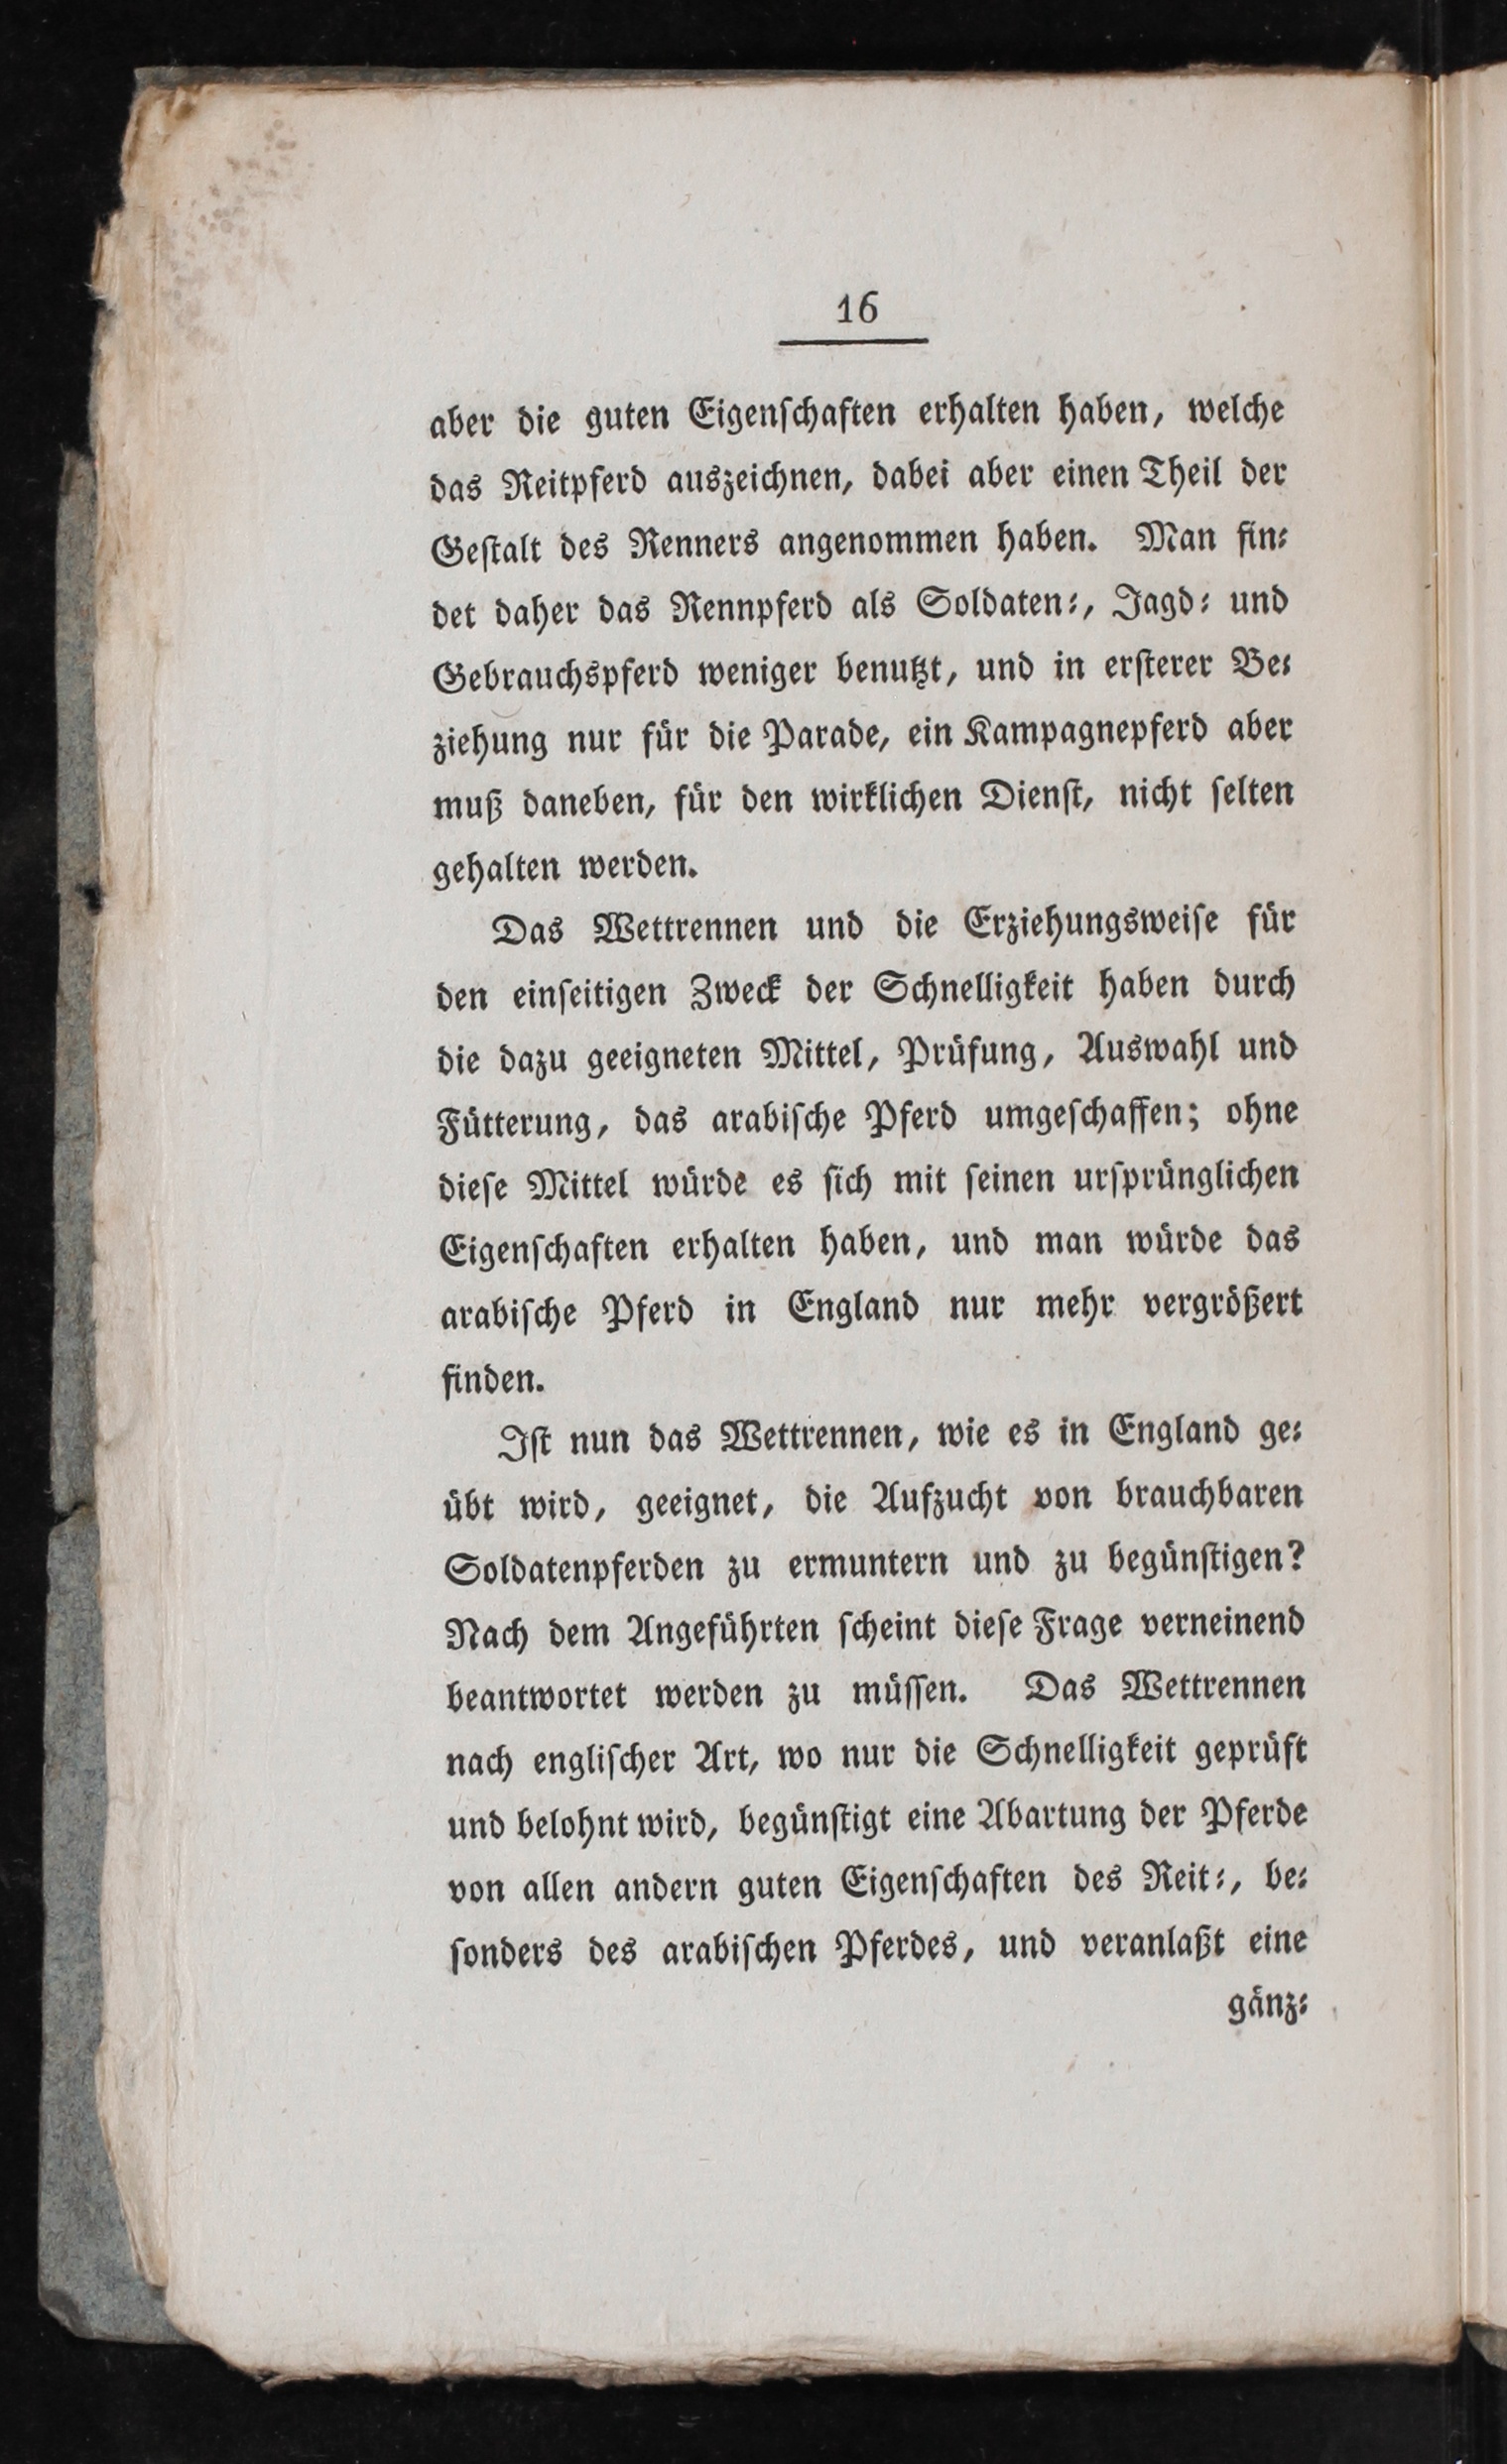 16
aber die guten Eigenſchaften erhalten haben, welche
das Reitpferd auszeichnen, dabei aber einen Theil der
Geſtalt des Renners angenommen haben. Man fin⸗
det daher das Rennpferd als Soldaten⸗, Jagd⸗ und
Gebrauchspferd weniger benutzt, und in erſterer Be⸗
ziehung nur für die Parade, ein Kampagnepferd aber
muß daneben, für den wirklichen Dienſt, nicht ſelten
gehalten werden.
Das Wettrennen und die Erziehungsweiſe für
den einſeitigen Zweck der Schnelligkeit haben durch
die dazu geeigneten Mittel, Prüfung, Auswahl und
Fütterung, das arabiſche Pferd umgeſchaffen; ohne
dieſe Mittel würde es ſich mit ſeinen urſprünglichen
Eigenſchaften erhalten haben, und man würde das
arabiſche Pferd in England nur mehr vergrößert
finden.
Iſt nun das Wettrennen, wie es in England ge⸗
übt wird, geeignet, die Aufzucht von brauchbaren
Soldatenpferden zu ermuntern und zu begünſtigen?
Nach dem Angeführten ſcheint dieſe Frage verneinend
beantwortet werden zu müſſen. Das Wettrennen
nach engliſcher Art, wo nur die Schnelligkeit geprüft
und belohnt wird, begünſtigt eine Abartung der Pferde
von allen andern guten Eigenſchaften des Reit⸗, be⸗
ſonders des arabiſchen Pferdes, und veranlaßt eine
gänz⸗